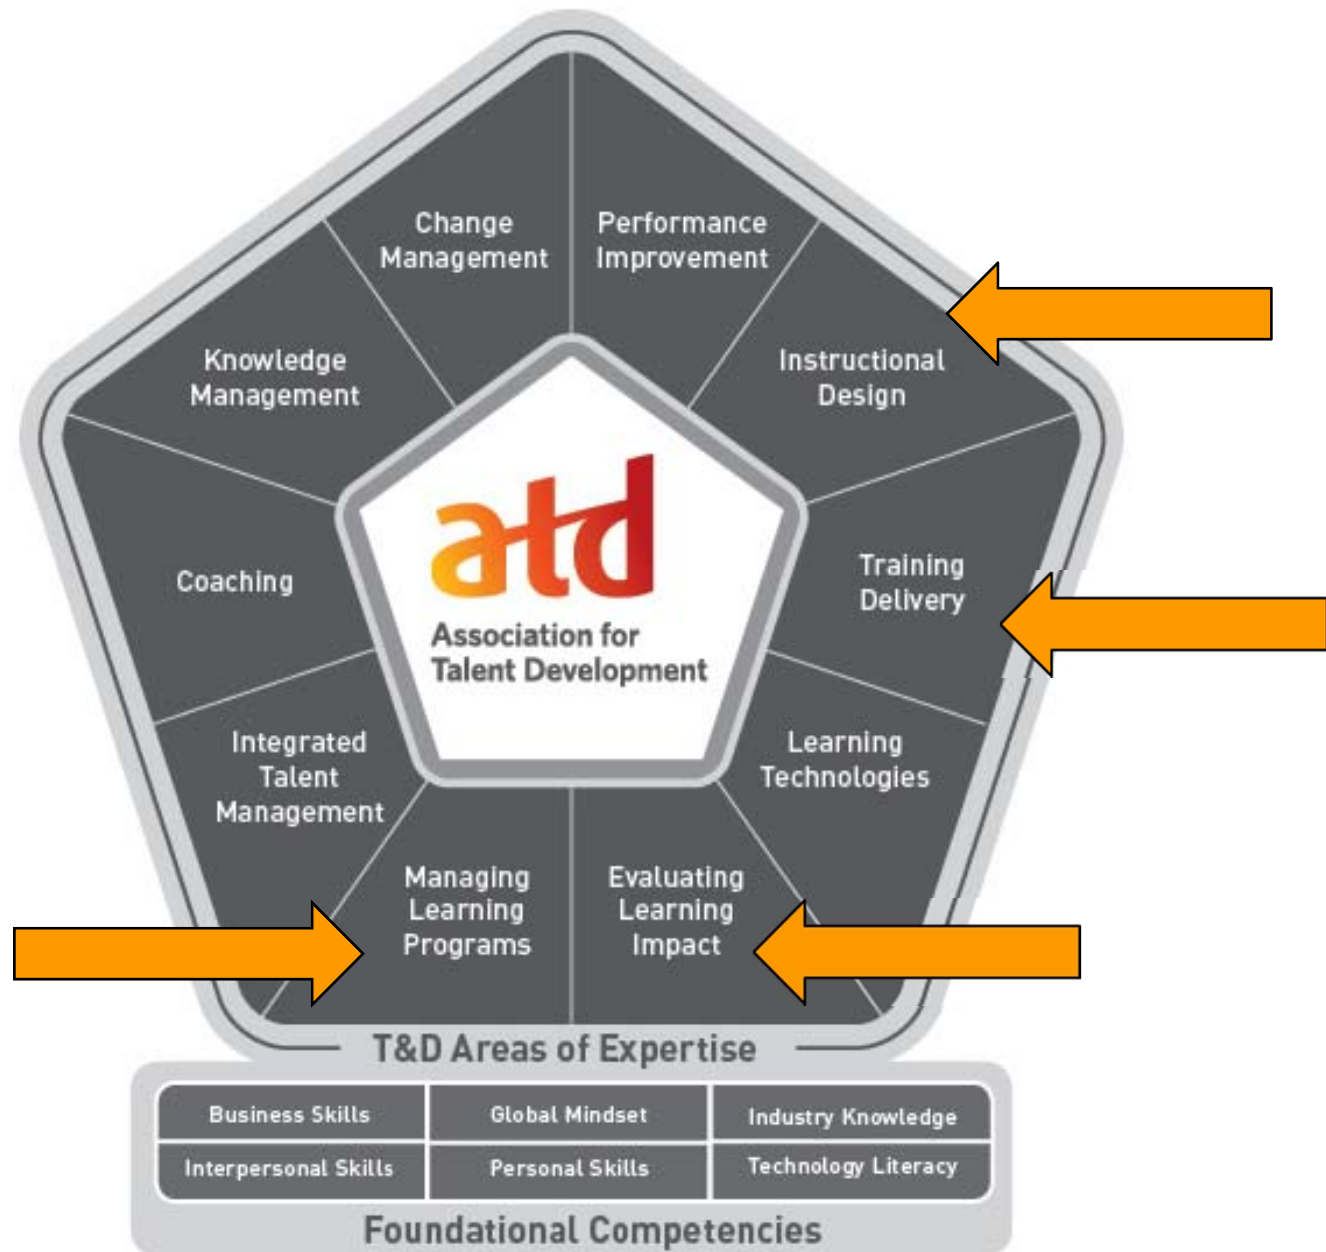 Change
Management
Performance
Improvement
Knowledge
Management
Instructional
Design
Coaching
atd
Association for
Talent Development
Training
Delivery
Integrated
Talent
Management
Learning
Technologies
Managing
Learning
Programs
Evaluating
Learning
Impact
T&D Areas of Expertise
Business Skills
Global Mindset
Industry Knowledge
Interpersonal Skills
Personal Skills
Technology Literacy
Foundational Competencies